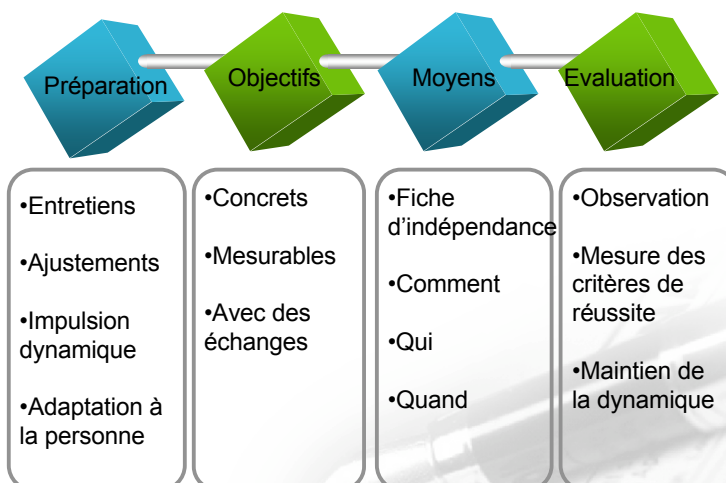 Préparation
Objectifs
Moyens
Evaluation
•Entretiens
•Ajustements
•Impulsion
dynamique
•Adaptation à
la personne
•Concrets
•Mesurables
•Avec des
échanges
•Fiche
d’indépendance
•Comment
•Qui
•Quand
•Observation
•Mesure des
critères de
réussite
•Maintien de
la dynamique